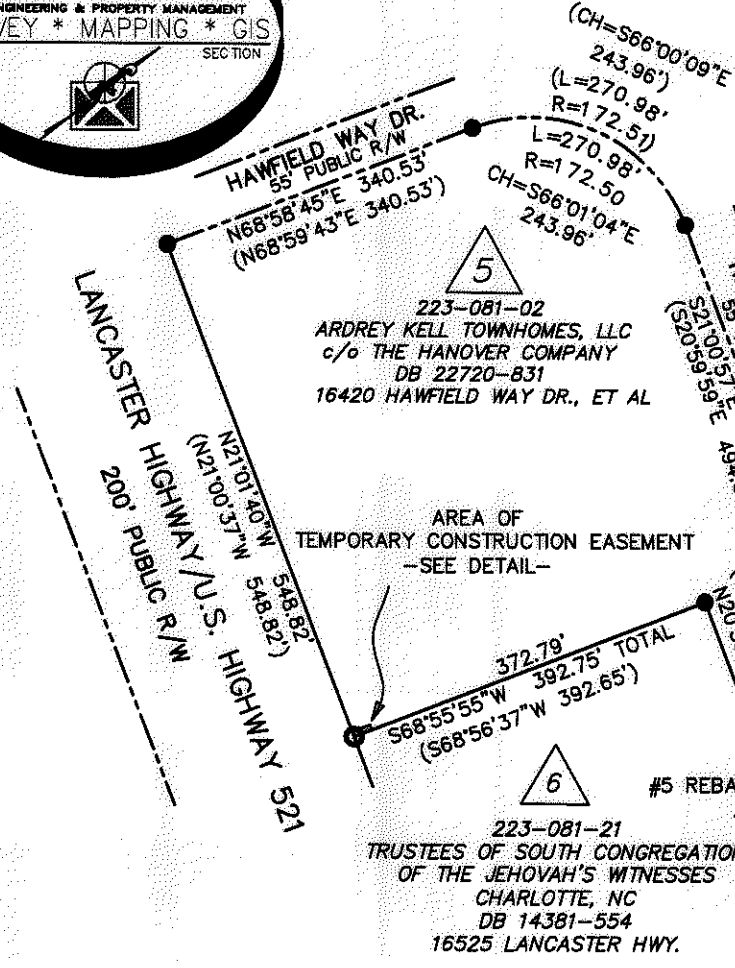 NGINEERING & PROPERTY MANAGEMENT
VEY * MAPPING * GIS
SECTION
(CH=S66°00'09"E
243.96')
(L=270.98'
R=172.51)
L=270.98'
R=172.50
CH=S66°01'04"E
243.96'
HAWFIELD WAY DR.
55' PUBLIC R/W
N68°58'45"E 340.53'
(N68°59'43"E 340.53')
5
223-081-02
ARDREY KELL TOWNHOMES, LLC
c/o THE HANOVER COMPANY
DB 22720-831
16420 HAWFIELD WAY DR., ET AL
55'
S21°00'57"E
(S20°59'59"E 494.
LANCASTER HIGHWAY/U.S. HIGHWAY 521
200' PUBLIC R/W
N21°01'40"W 548.82'
(N21°00'37"W 548.82')
AREA OF
TEMPORARY CONSTRUCTION EASEMENT
-SEE DETAIL-
372.79'
S68°55'55"W 392.75' TOTAL
(S68°56'37"W 392.65')
6
#5 REBA
223-081-21
TRUSTEES OF SOUTH CONGREGATION
OF THE JEHOVAH'S WITNESSES
CHARLOTTE, NC
DB 14381-554
16525 LANCASTER HWY.